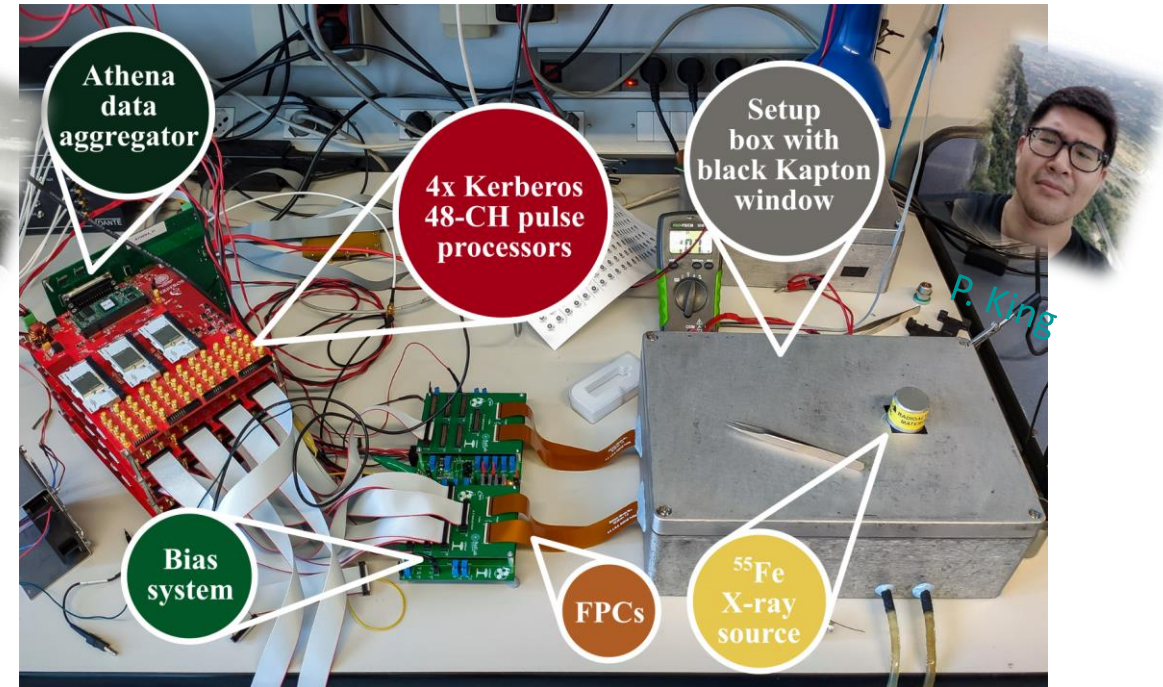 Athena
data
aggregator
4x Kerberos
48-CH pulse
processors
Setup
box with
black Kapton
window
P. King
Bias
system
FPCs
55Fe
X-ray
source